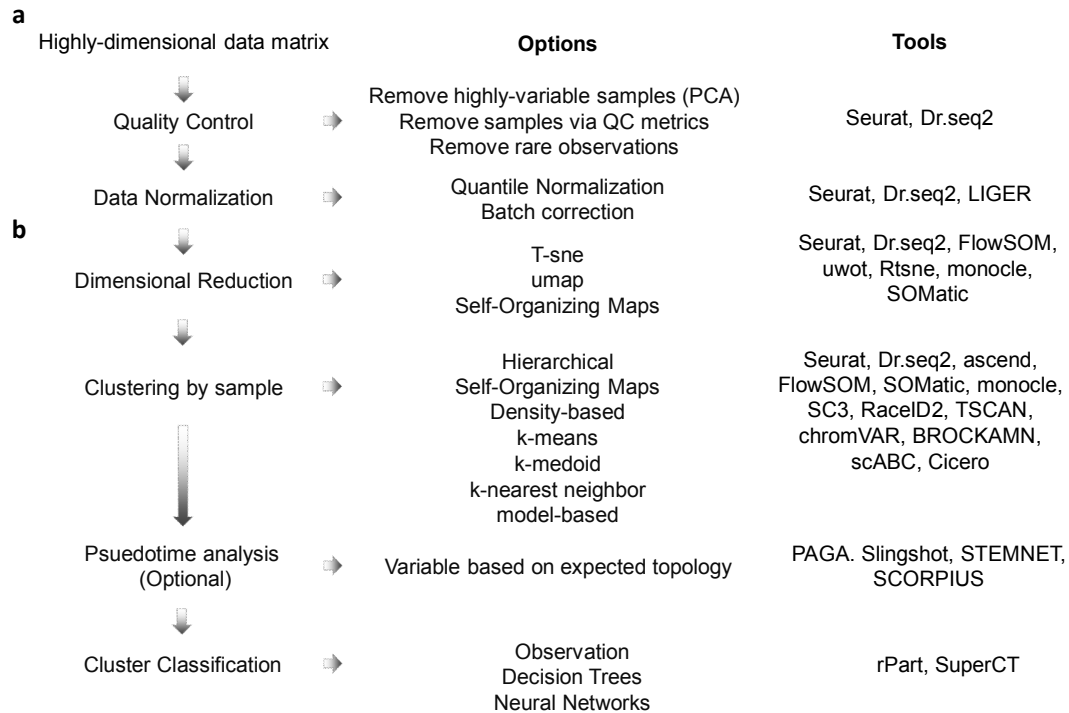 a
Highly-dimensional data matrix
Options
Tools
Quality Control
Remove highly-variable samples (PCA)
Remove samples via QC metrics
Remove rare observations
Seurat, Dr.seq2
Data Normalization
Quantile Normalization
Batch correction
Seurat, Dr.seq2, LIGER
b
Dimensional Reduction
T-sne
umap
Self-Organizing Maps
Seurat, Dr.seq2, FlowSOM,
uwot, Rtsne, monocle,
SOMatic
Clustering by sample
Hierarchical
Self-Organizing Maps
Density-based
k-means
k-medoid
k-nearest neighbor
model-based
Seurat, Dr.seq2, ascend,
FlowSOM, SOMatic, monocle,
SC3, RaceID2, TSCAN,
chromVAR, BROCKAMN,
scABC, Cicero
Psuedotime analysis
(Optional)
Variable based on expected topology
PAGA. Slingshot, STEMNET,
SCORPIUS
Cluster Classification
Observation
Decision Trees
Neural Networks
rPart, SuperCT